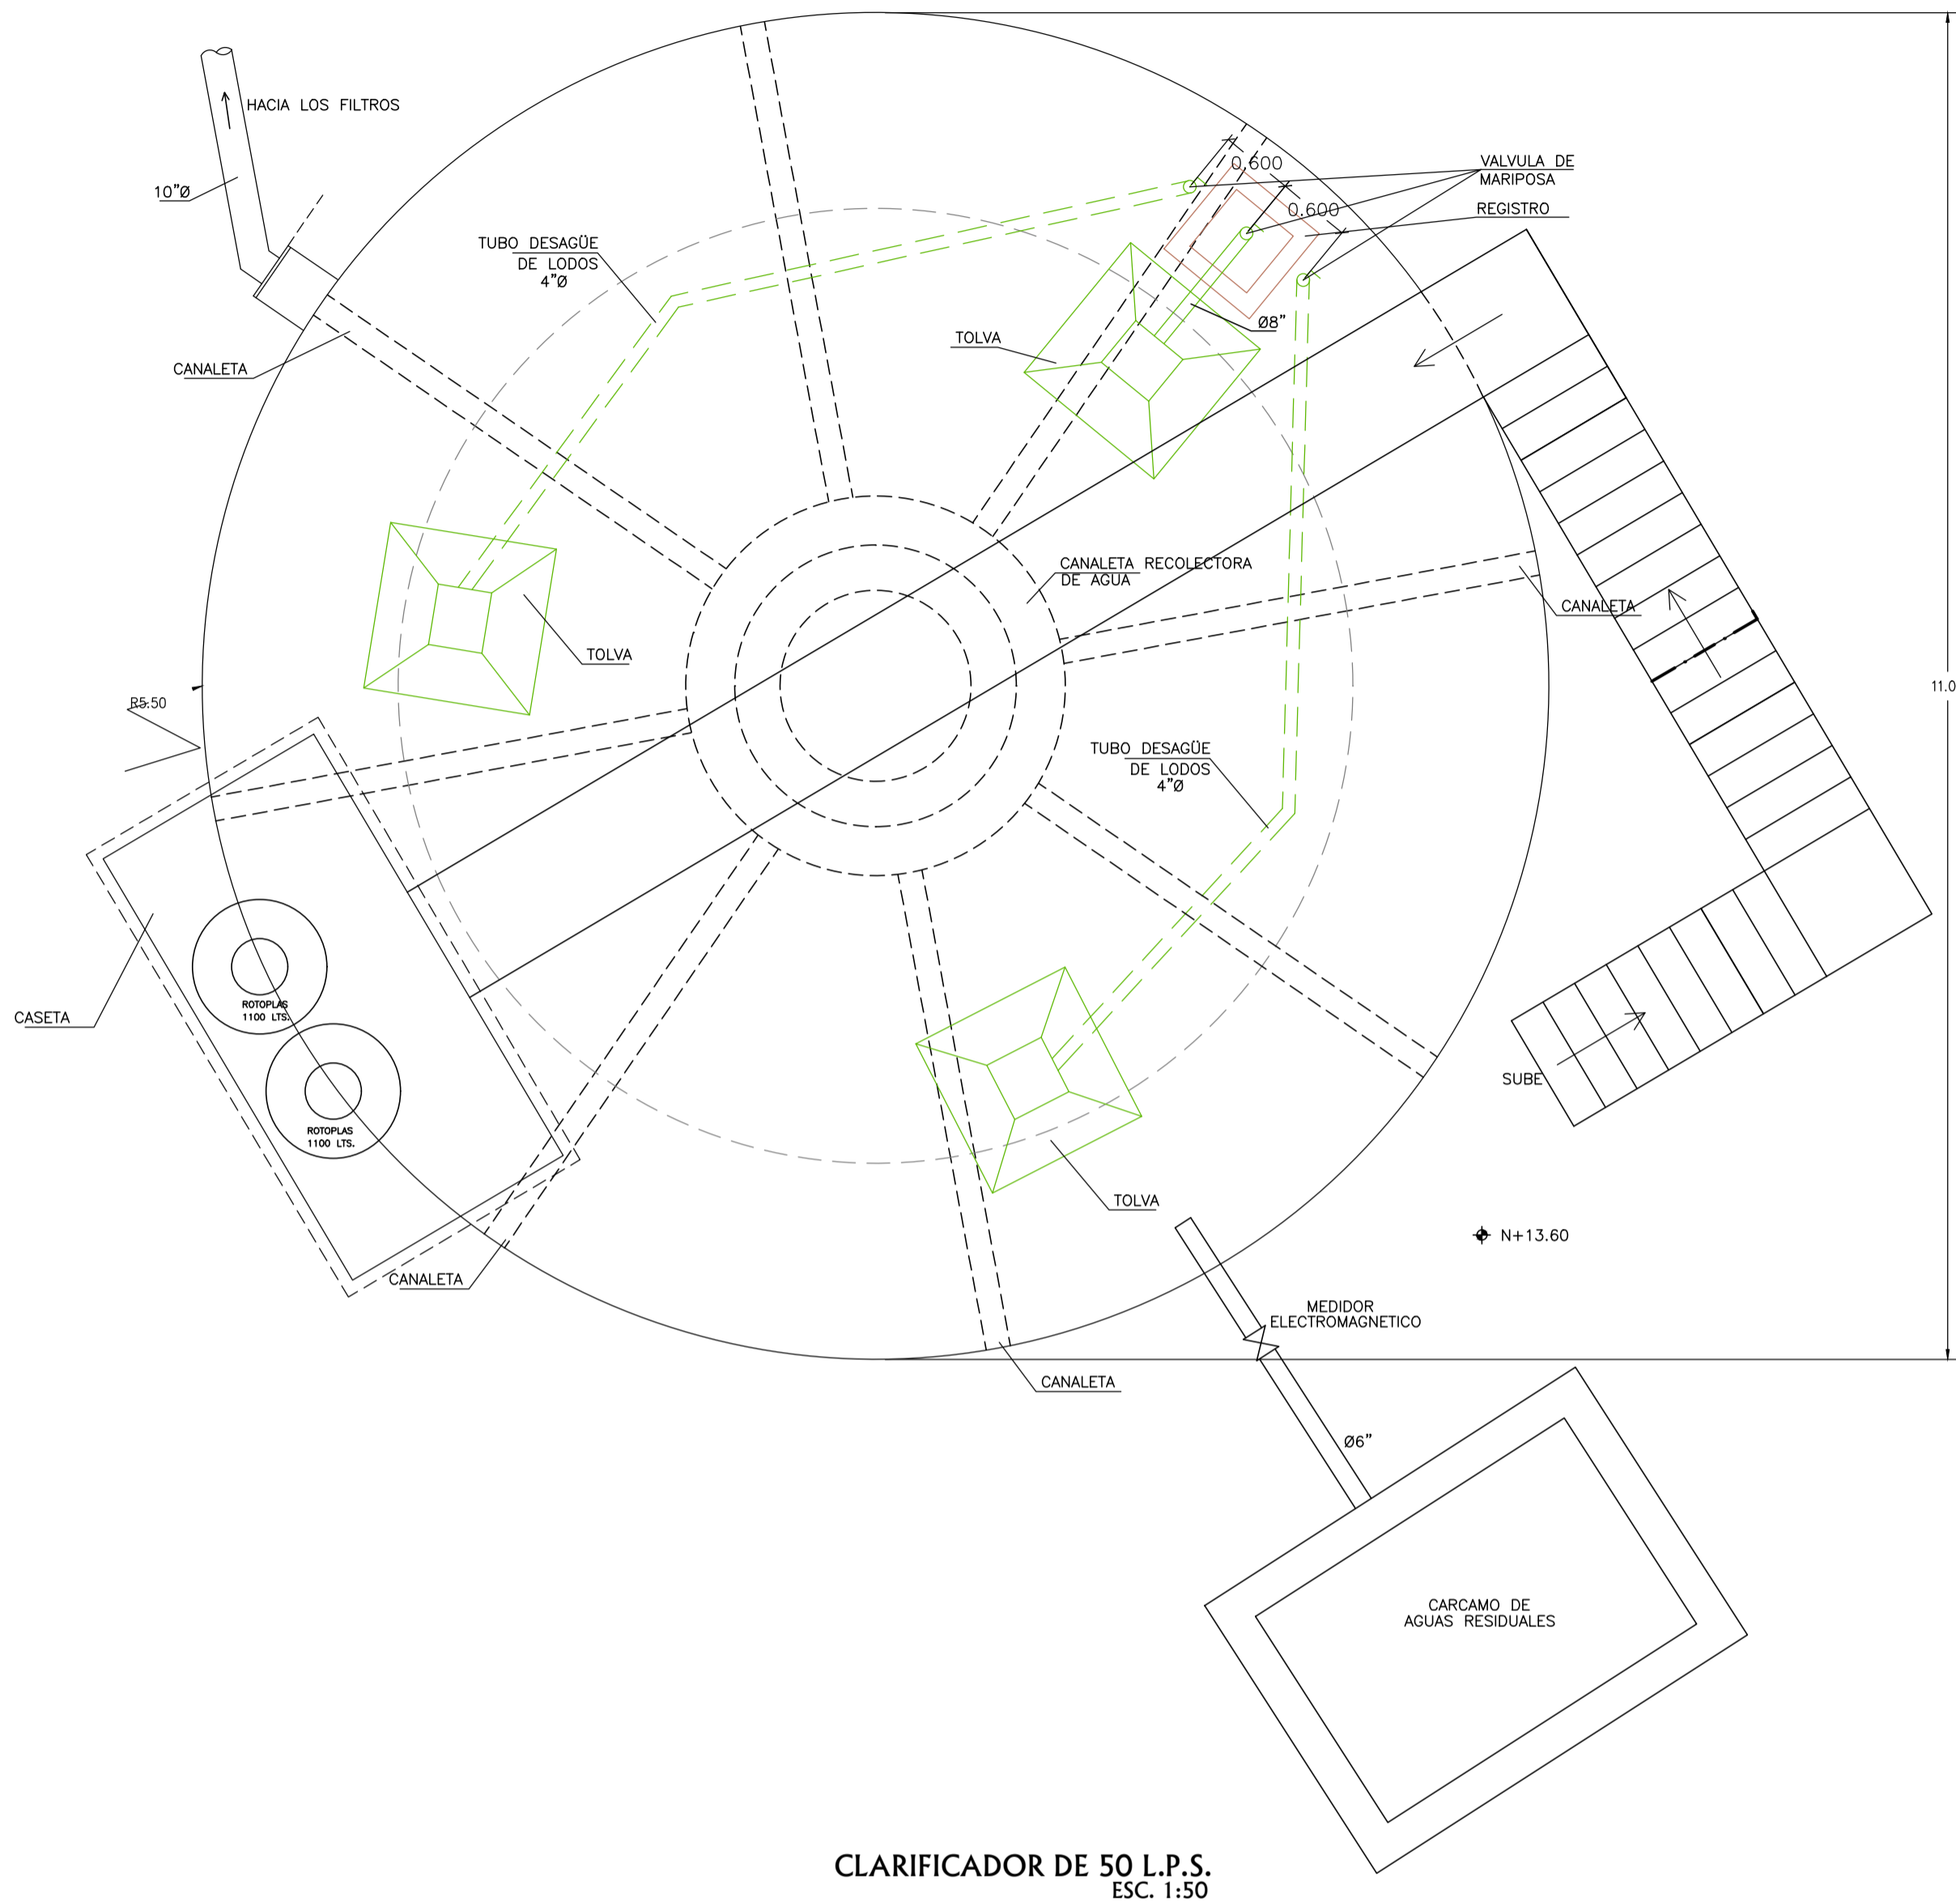 HACIA LOS FILTROS
10"Ø
0.600
VALVULA DE
MARIPOSA
0.600
REGISTRO
TUBO DESAGÜE
DE LODOS
4"Ø
Ø8"
TOLVA
CANALETA
CANALETA RECOLECTORA
DE AGUA
CANALETA
TOLVA
11.0
R5.50
TUBO DESAGÜE
DE LODOS
4"Ø
ROTOPLAS
1100 LTS.
CASETA
SUBE
ROTOPLAS
1100 LTS.
TOLVA
N+13.60
CANALETA
MEDIDOR
ELECTROMAGNETICO
CANALETA
Ø6"
CARCAMO DE
AGUAS RESIDUALES
CLARIFICADOR DE 50 L.P.S.
ESC. 1:50